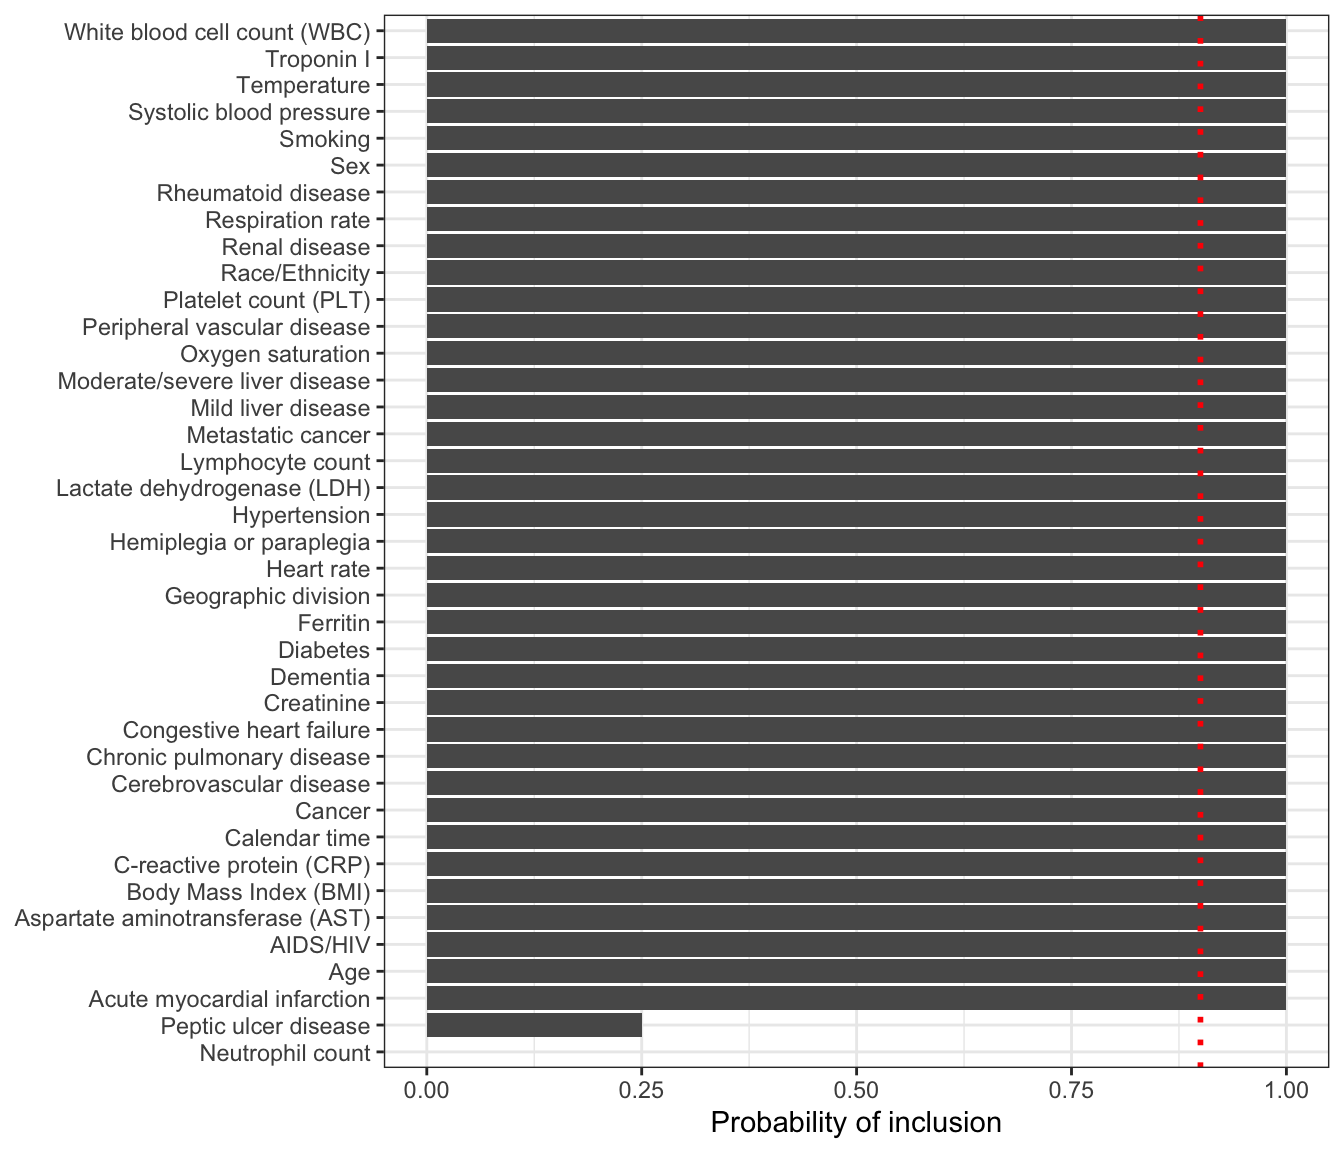 White blood cell count (WBC)
Troponin I
Temperature
Systolic blood pressure
Smoking
Sex
Rheumatoid disease
Respiration rate
Renal disease
Race/Ethnicity
Platelet count (PLT)
Peripheral vascular disease
Oxygen saturation
Moderate/severe liver disease
Mild liver disease
Metastatic cancer
Lymphocyte count
Lactate dehydrogenase (LDH)
Hypertension
Hemiplegia or paraplegia
Heart rate
Geographic division
Ferritin
Diabetes
Dementia
Creatinine
Congestive heart failure
Chronic pulmonary disease
Cerebrovascular disease
Cancer
Calendar time
C-reactive protein (CRP)
Body Mass Index (BMI)
Aspartate aminotransferase (AST)
AIDS/HIV
Age
Acute myocardial infarction
Peptic ulcer disease
Neutrophil count
0.00 0.25 0.50 0.75 1.00
Probability of inclusion